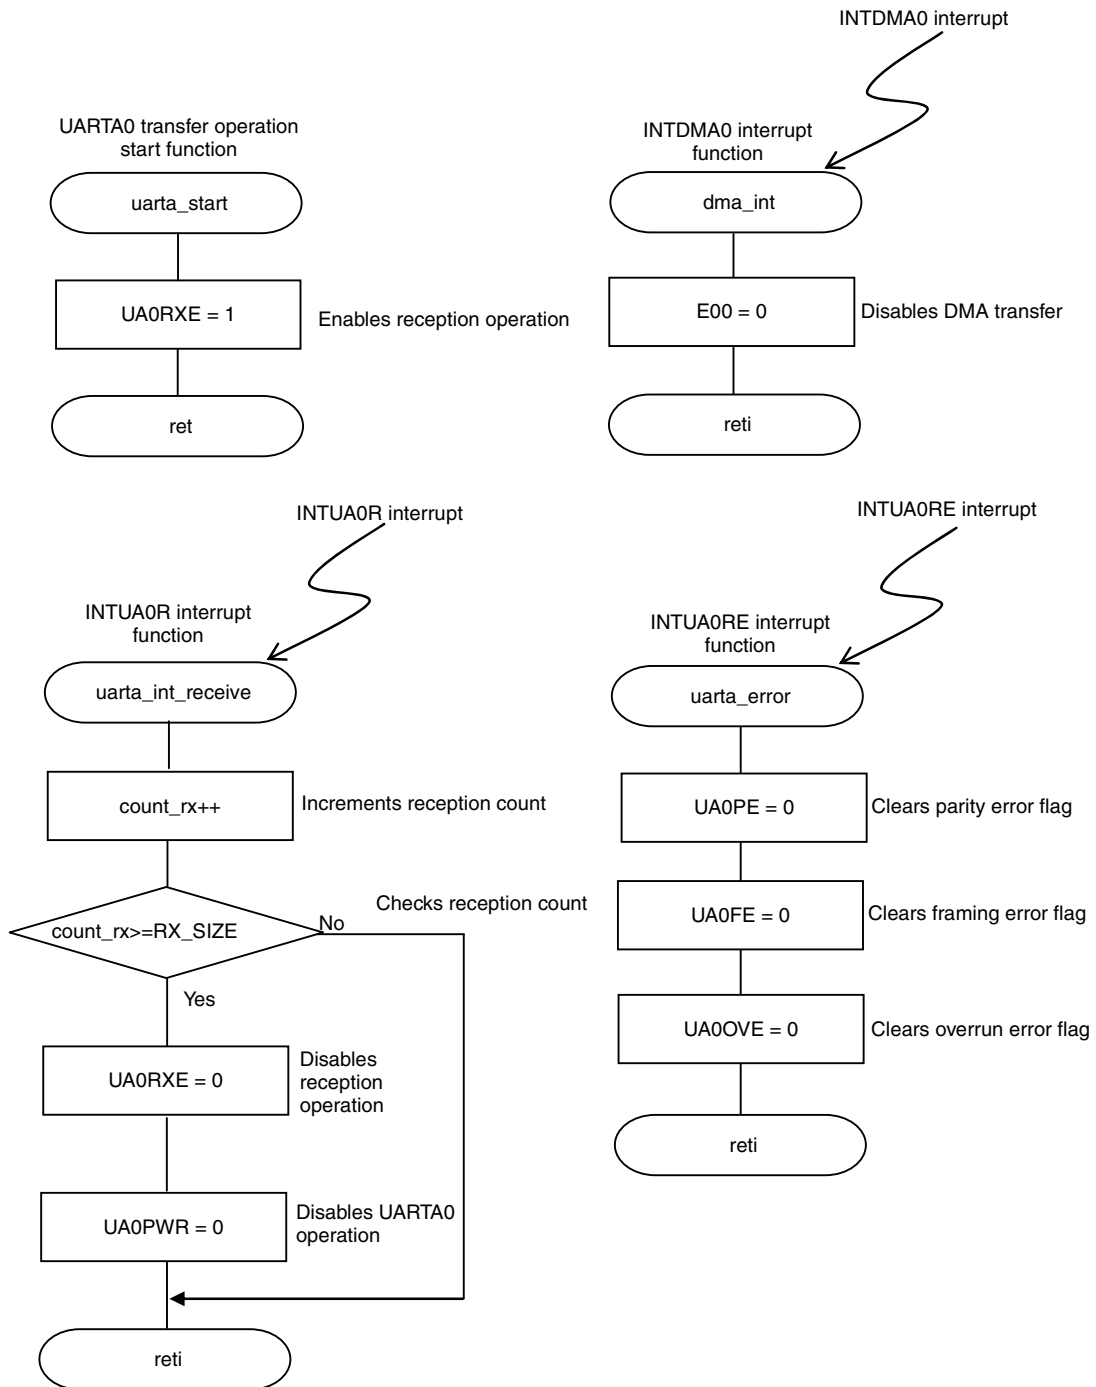 UARTA0 transfer operation
start function
uarta_start
UA0RXE = 1
Enables reception operation
ret
INTDMA0 interrupt
INTDMA0 interrupt
function
dma_int
E00 = 0
Disables DMA transfer
reti
INTUA0R interrupt
INTUA0R interrupt
function
uarta_int_receive
count_rx++
Increments reception count
Checks reception count
count_rx>=RX_SIZE
No
Yes
UA0RXE = 0
Disables
reception
operation
UA0PWR = 0
Disables UARTA0
operation
reti
INTUA0RE interrupt
INTUA0RE interrupt
function
uarta_error
UA0PE = 0
Clears parity error flag
UA0FE = 0
Clears framing error flag
UA0OVE = 0
Clears overrun error flag
reti